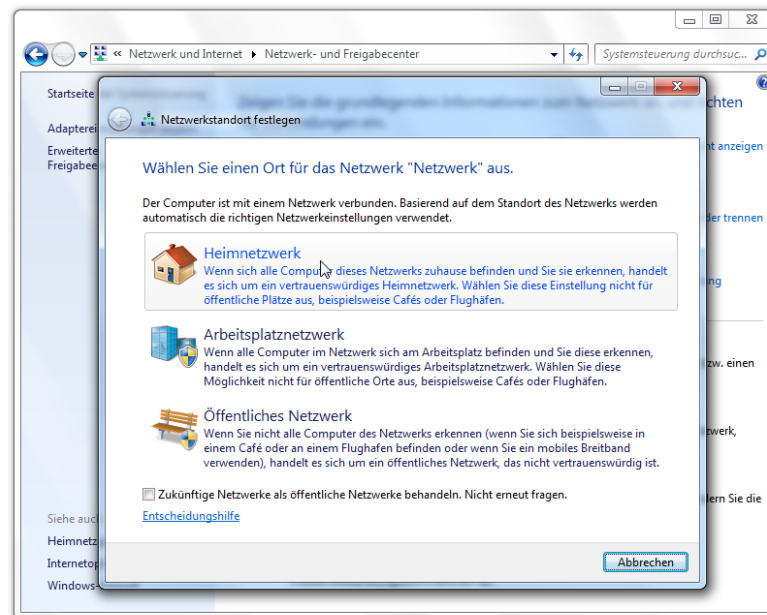 « Netzwerk und Internet Netzwerk- und Freigabecenter
Systemsteuerung durchsuc...
Startseite
Adapterei
Erweiterte
Freigabee
chten
nt anzeigen
der trennen
ng
zw. einen
zwerk,
dern Sie die
Netzwerkstandort festlegen
Wählen Sie einen Ort für das Netzwerk "Netzwerk" aus.
Der Computer ist mit einem Netzwerk verbunden. Basierend auf dem Standort des Netzwerks werden
automatisch die richtigen Netzwerkeinstellungen verwendet.
Heimnetzwerk
Wenn sich alle Computer dieses Netzwerks zuhause befinden und Sie sie erkennen, handelt
es sich um ein vertrauenswürdiges Heimnetzwerk. Wählen Sie diese Einstellung nicht für
öffentliche Plätze aus, beispielsweise Cafés oder Flughäfen.
Arbeitsplatznetzwerk
Wenn alle Computer im Netzwerk sich am Arbeitsplatz befinden und Sie diese erkennen,
handelt es sich um ein vertrauenswürdiges Arbeitsplatznetzwerk. Wählen Sie diese
Möglichkeit nicht für öffentliche Orte aus, beispielsweise Cafés oder Flughäfen.
Öffentliches Netzwerk
Wenn Sie nicht alle Computer des Netzwerks erkennen (wenn Sie sich beispielsweise in
einem Café oder an einem Flughafen befinden oder wenn Sie ein mobiles Breitband
verwenden), handelt es sich um ein öffentliches Netzwerk, das nicht vertrauenswürdig ist.
Zukünftige Netzwerke als öffentliche Netzwerke behandeln. Nicht erneut fragen.
Entscheidungshilfe
Abbrechen
Siehe auch
Heimnetz
Internetop
Windows-